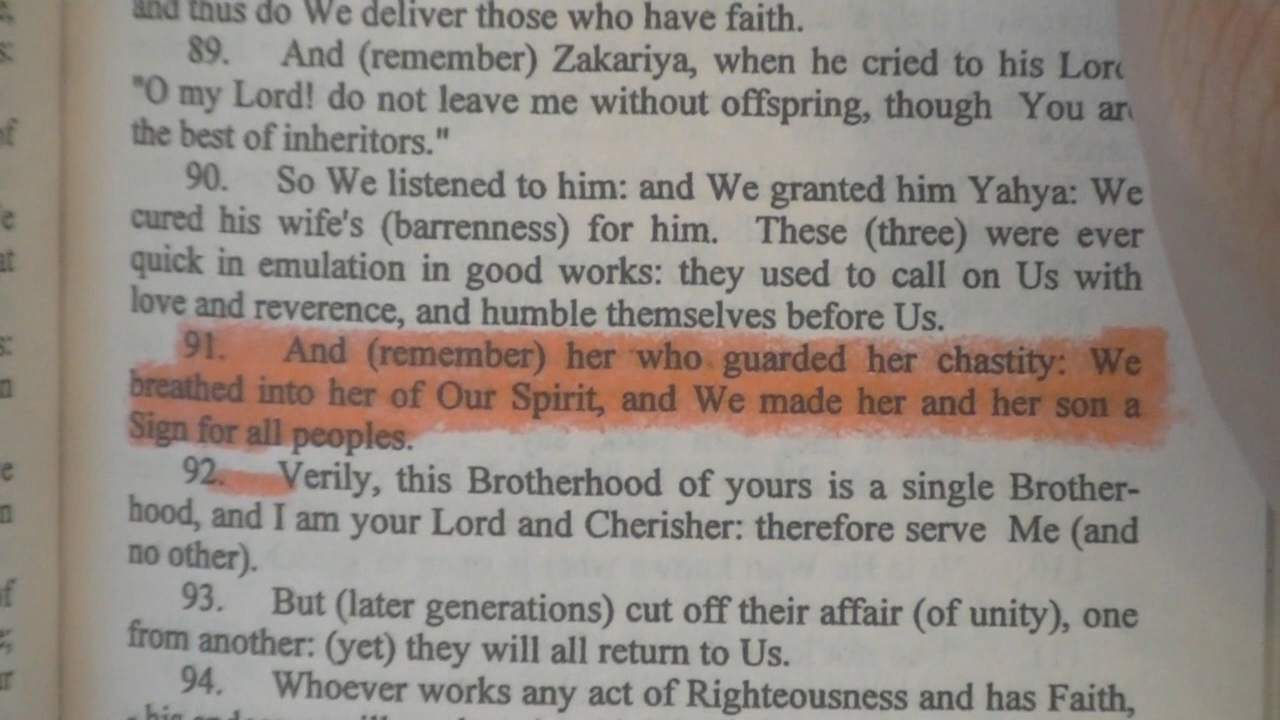 and thus do We deliver those who have faith.
89. And (remember) Zakariya, when he cried to his
"O my Lord! do not leave me without offspring, though You
the best of inheritors."
90. So We listened to him: and We granted him Yahya: We
cured his wife's (barrenness) for him. These (three) were ever
quick in emulation in good works: they used to call on Us with
love and reverence, and humble themselves before Us.
91. And (remember) her who guarded her chastity: We
breathed into her of Our Spirit, and We made her and her son a
Sign for all peoples.
92. Verily, this Brotherhood of yours is a single Brother-
hood, and I am your Lord and Cherisher: therefore serve Me (and
no other).
93. But (later generations) cut off their affair (of unity), one
from another: (yet) they will all return to Us.
94. Whoever works any act of Righteousness and has Faith,